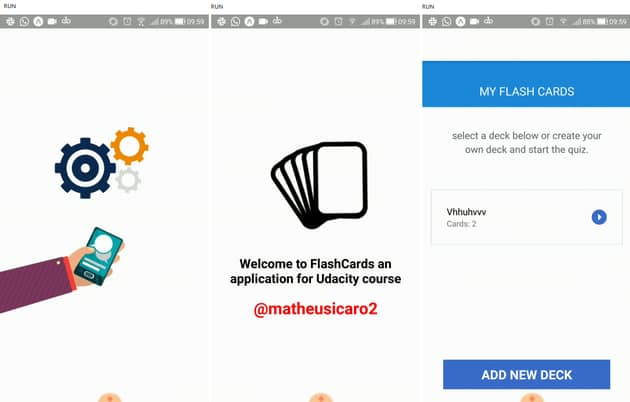 RUN
89% 09:59
RUN
89% 09:59
Welcome to FlashCards an
application for Udacity course
@matheusicaro2
RUN
88% 09:59
MY FLASH CARDS
select a deck below or create your
own deck and start the quiz.
Vhhuhvvv
Cards: 2
ADD NEW DECK